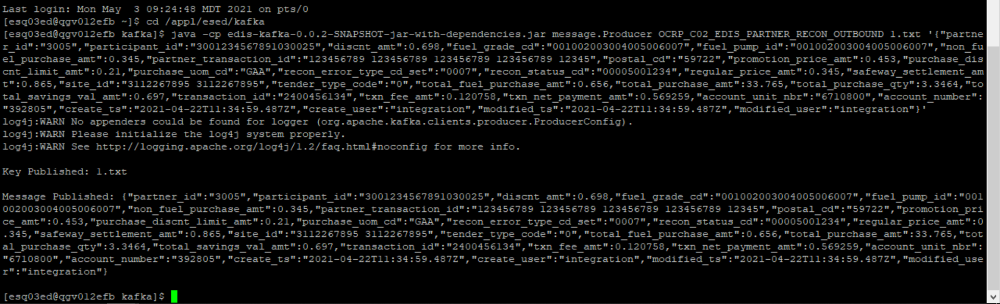 Last login: Mon May  3 09:24:48 MDT 2021 on pts/0
[esq03ed@qgv012efb ~]$ cd /appl/esed/kafka
[esq03ed@qgv012efb kafka]$ java -cp edis-kafka-0.0.2-SNAPSHOT-jar-with-dependencies.jar message.Producer OCRP_C02_EDIS_PARTNER_RECON_OUTBOUND 1.txt '{"partne
r_id":"3005","participant_id":"3001234567891030025","discnt_amt":0.698,"fuel_grade_cd":"001002003004005006007","fuel_pump_id":"001002003004005006007","non_fu
el_purchase_amt":0.345,"partner_transaction_id":"123456789 123456789 123456789 123456789 12345","postal_cd":"59722","promotion_price_amt":0.453,"purchase_dis
cnt_limit_amt":0.21,"purchase_uom_cd":"GAA","recon_error_type_cd_set":"0007","recon_status_cd":"00005001234","regular_price_amt":0.345,"safeway_settlement_am
t":0.865,"site_id":"3112267895 3112267895","tender_type_code":"0","total_fuel_purchase_amt":0.656,"total_purchase_amt":33.765,"total_purchase_qty":3.3464,"to
tal_savings_val_amt":0.697,"transaction_id":"2400456134","txn_fee_amt":0.120758,"txn_net_payment_amt":0.569259,"account_unit_nbr":"6710800","account_number":
"392805","create_ts":"2021-04-22T11:34:59.487Z","create_user":"integration","modified_ts":"2021-04-22T11:34:59.487Z","modified_user":"integration"}'
log4j:WARN No appenders could be found for logger (org.apache.kafka.clients.producer.ProducerConfig).
log4j:WARN Please initialize the log4j system properly.
log4j:WARN See http://logging.apache.org/log4j/1.2/faq.html#noconfig for more info.
Key Published: 1.txt
Message Published: {"partner_id":"3005","participant_id":"3001234567891030025","discnt_amt":0.698,"fuel_grade_cd":"001002003004005006007","fuel_pump_id":"001
002003004005006007","non_fuel_purchase_amt":0.345,"partner_transaction_id":"123456789 123456789 123456789 123456789 12345","postal_cd":"59722","promotion_pri
ce_amt":0.453,"purchase_discnt_limit_amt":0.21,"purchase_uom_cd":"GAA","recon_error_type_cd_set":"0007","recon_status_cd":"00005001234","regular_price_amt":0
.345,"safeway_settlement_amt":0.865,"site_id":"3112267895 3112267895","tender_type_code":"0","total_fuel_purchase_amt":0.656,"total_purchase_amt":33.765,"tot
al_purchase_qty":3.3464,"total_savings_val_amt":0.697,"transaction_id":"2400456134","txn_fee_amt":0.120758,"txn_net_payment_amt":0.569259,"account_unit_nbr":
"6710800","account_number":"392805","create_ts":"2021-04-22T11:34:59.487Z","create_user":"integration","modified_ts":"2021-04-22T11:34:59.487Z","modified_use
r":"integration"}
[esq03ed@qgv012efb kafka]$